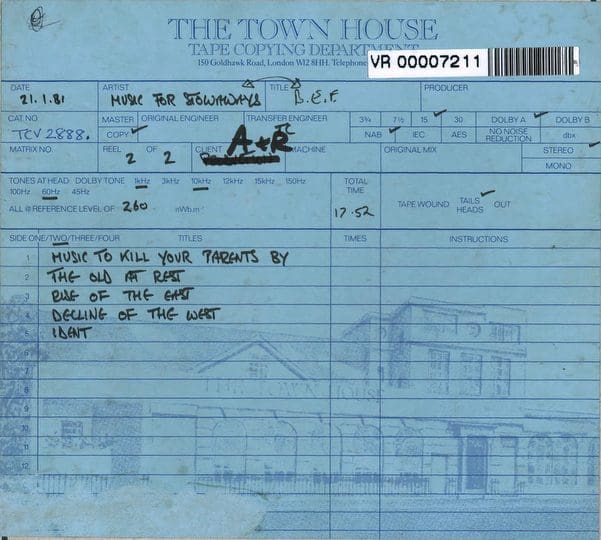 THE TOWN HOUSE
TAPE COPYING DEPARTMENT
150 Goldhawk Road, London W12 8HH. Telephone
VR 00007211
DATE ARTIST TITLE PRODUCER
21.1.81 MUSIC FOR STOWAWAYS B.E.F.
CAT NO. MASTER ORIGINAL ENGINEER TRANSFER ENGINEER 3¾ 7½ 15 30 DOLBY A DOLBY B
TCV 2888. COPY NAB IEC AES NO NOISE REDUCTION dbx
MATRIX NO. REEL OF CLIENT MACHINE ORIGINAL MIX STEREO
2 2 A+R MONO
TONES AT HEAD DOLBY TONE 1kHz 3kHz 10kHz 12kHz 15kHz 150Hz TOTAL TIME TAPE WOUND TAILS OUT
100Hz 60Hz 45Hz HEADS
ALL @ REFERENCE LEVEL OF 260 nWb.m 17.52
SIDE ONE/TWO/THREE/FOUR TITLES TIMES INSTRUCTIONS
1 MUSIC TO KILL YOUR PARENTS BY
2 THE OLD AT REST
3 RISE OF THE EAST
4 DECLINE OF THE WEST
5 IDENT
6
7
8
THE TOWN HOUSE
9
10
11
12